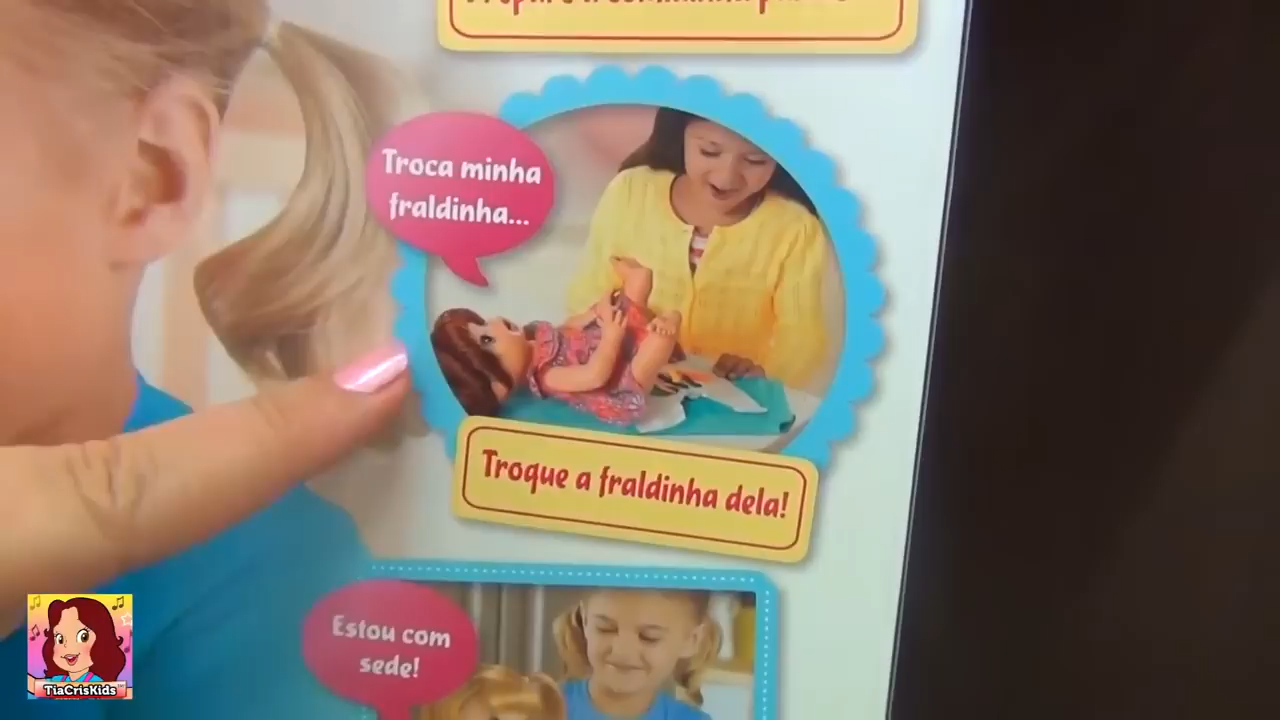 Troca minha
fraldinha...
Troque a fraldinha dela!
Estou com
sede!
TiaCrisKids